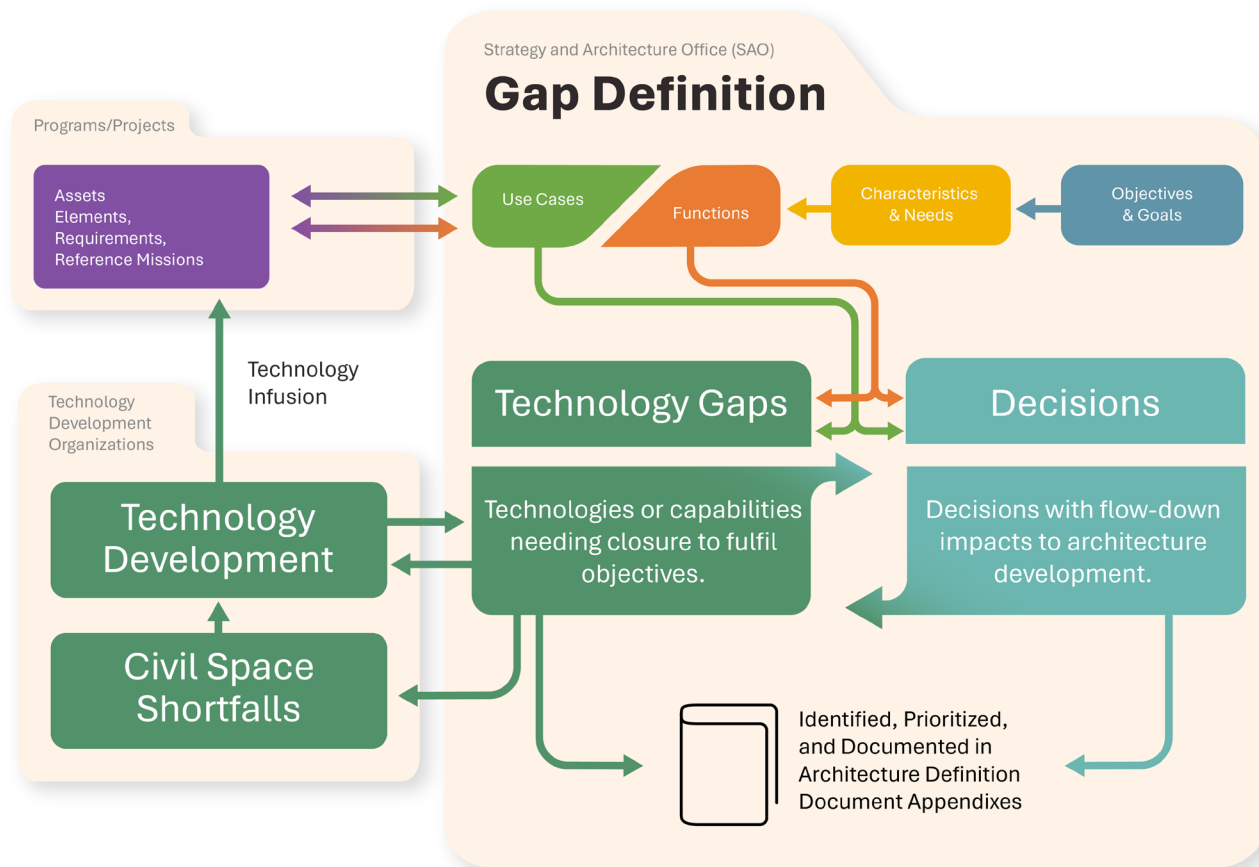 Strategy and Architecture Office (SAO)
Gap Definition
Programs/Projects
Assets
Elements,
Requirements,
Reference Missions
Use Cases
Functions
Characteristics
& Needs
Objectives
& Goals
Technology
Infusion
Technology
Development
Organizations
Technology
Development
Civil Space
Shortfalls
Technology Gaps
Technologies or capabilities
needing closure to fulfil
objectives.
Decisions
Decisions with flow-down
impacts to architecture
development.
Identified, Prioritized,
and Documented in
Architecture Definition
Document Appendixes